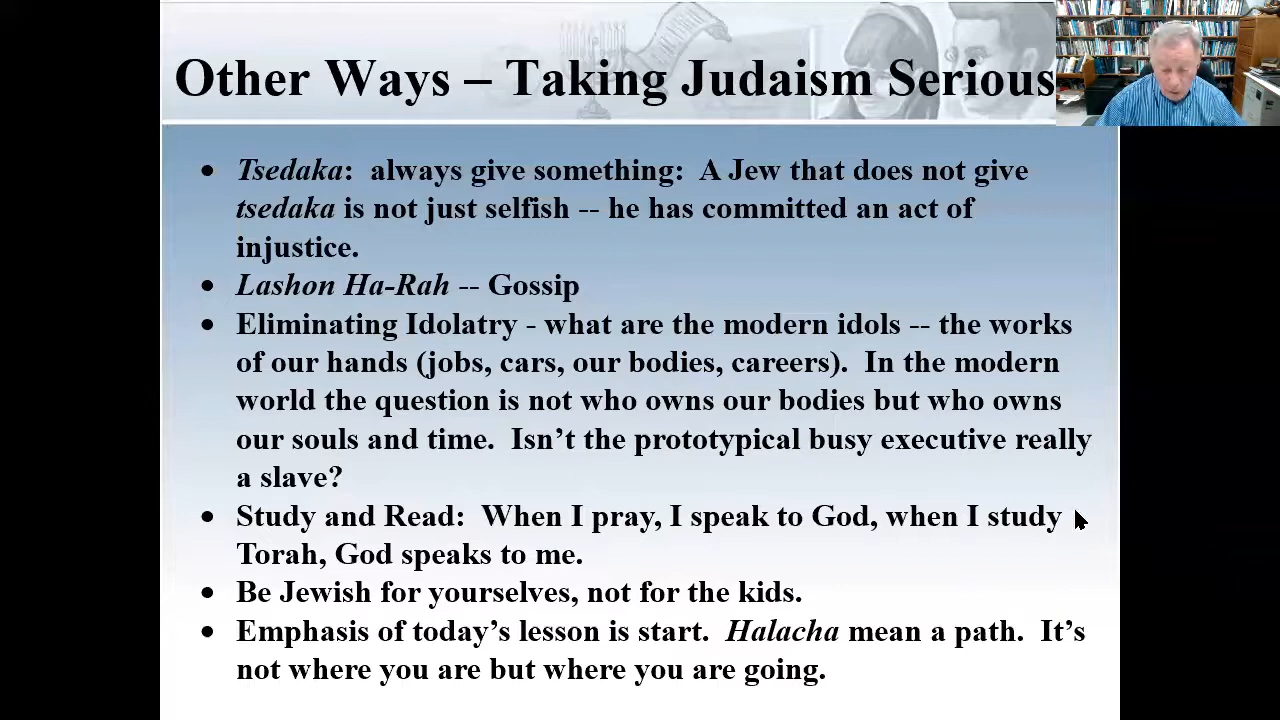 Other Ways – Taking Judaism Serious
• Tsedaka: always give something: A Jew that does not give
tsedaka is not just selfish -- he has committed an act of
injustice.
• Lashon Ha-Rah -- Gossip
• Eliminating Idolatry - what are the modern idols -- the works
of our hands (jobs, cars, our bodies, careers). In the modern
world the question is not who owns our bodies but who owns
our souls and time. Isn’t the prototypical busy executive really
a slave?
• Study and Read: When I pray, I speak to God, when I study
Torah, God speaks to me.
• Be Jewish for yourselves, not for the kids.
• Emphasis of today’s lesson is start. Halacha mean a path. It’s
not where you are but where you are going.